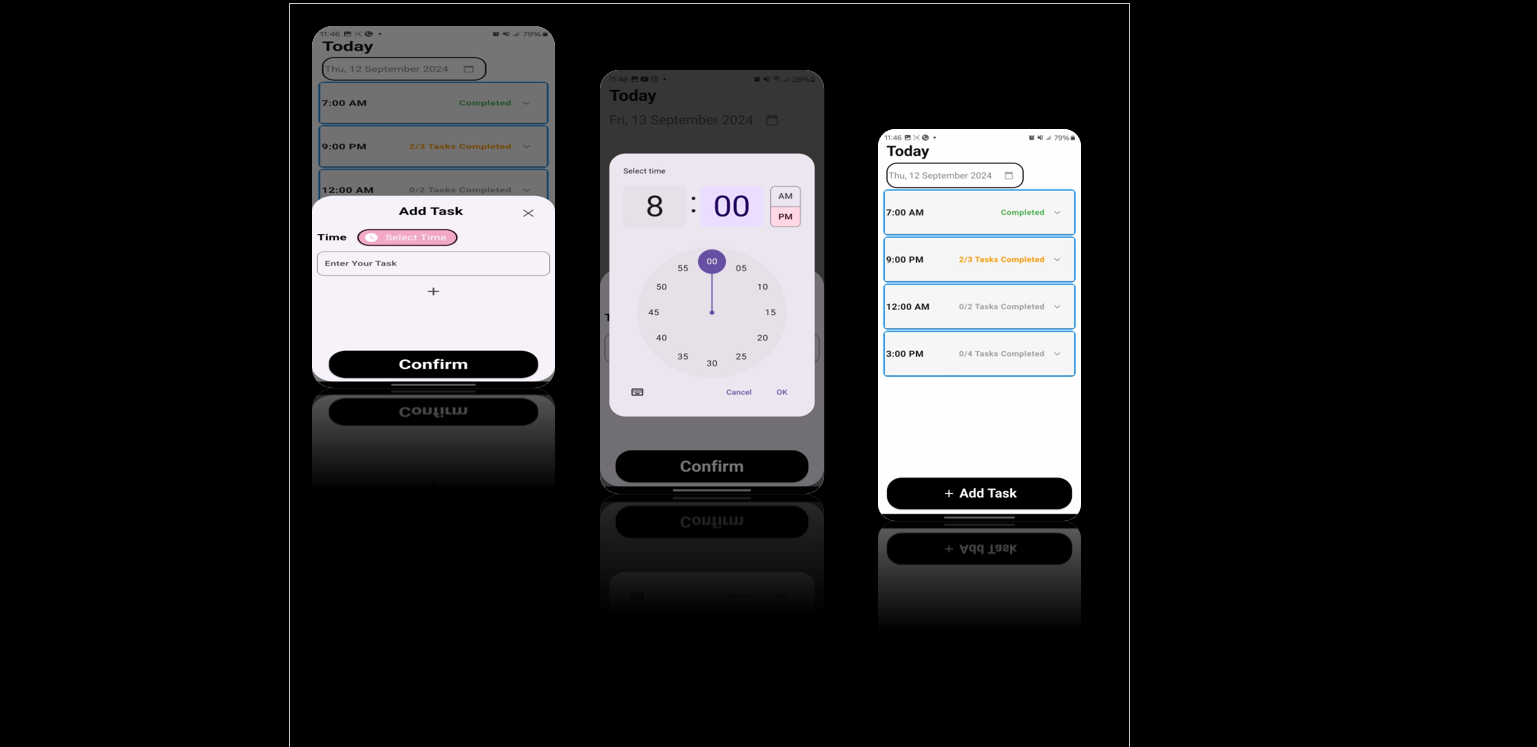 11:46 79%
Today
Thu, 12 September 2024
7:00 AM Completed
9:00 PM 2/3 Tasks Completed
12:00 AM 0/2 Tasks Completed
Add Task
Time Select Time
Enter Your Task
+
Confirm
Confirm
11:46 28%
Today
Fri, 13 September 2024
Select time
8 : 00 AM
PM
00
55 05
50 10
45 15
40 20
35 25
30
Cancel OK
T
Confirm
Confirm
11:46 79%
Today
Thu, 12 September 2024
7:00 AM Completed
9:00 PM 2/3 Tasks Completed
12:00 AM 0/2 Tasks Completed
3:00 PM 0/4 Tasks Completed
+ Add Task
+ Add Task